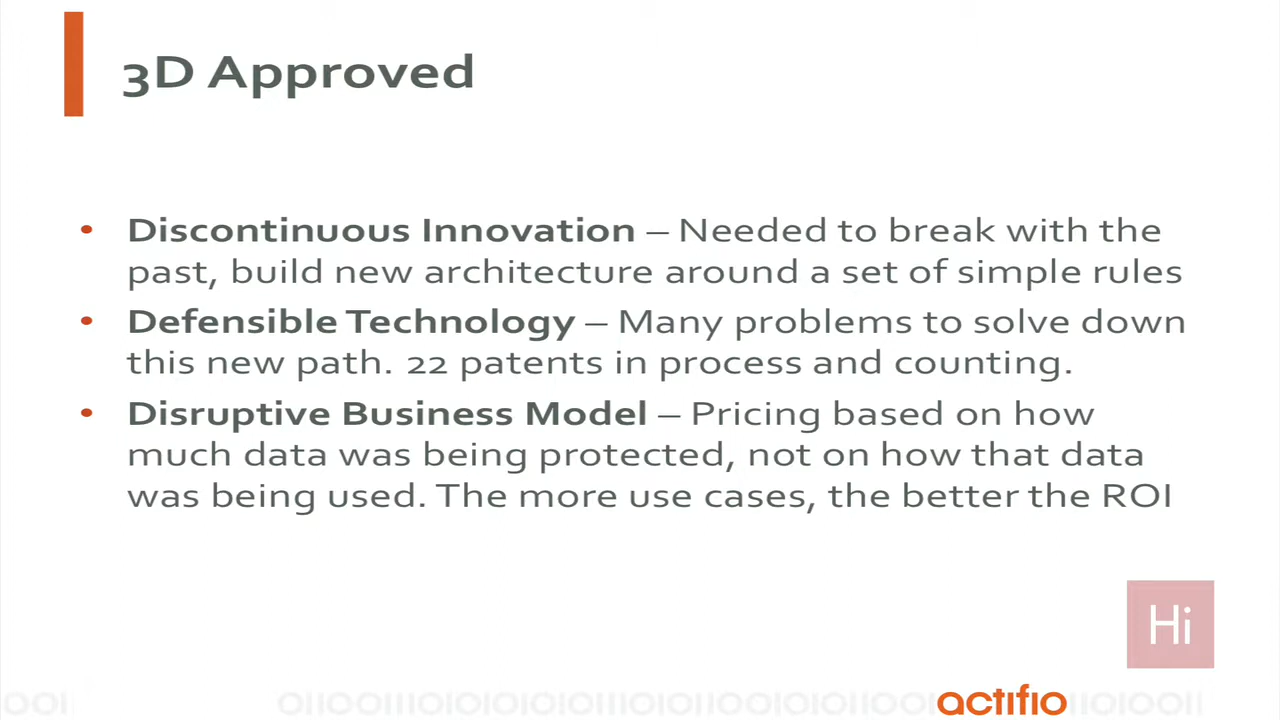 3D Approved
• Discontinuous Innovation – Needed to break with the
past, build new architecture around a set of simple rules
• Defensible Technology – Many problems to solve down
this new path. 22 patents in process and counting.
• Disruptive Business Model – Pricing based on how
much data was being protected, not on how that data
was being used. The more use cases, the better the ROI
Hi
actifio